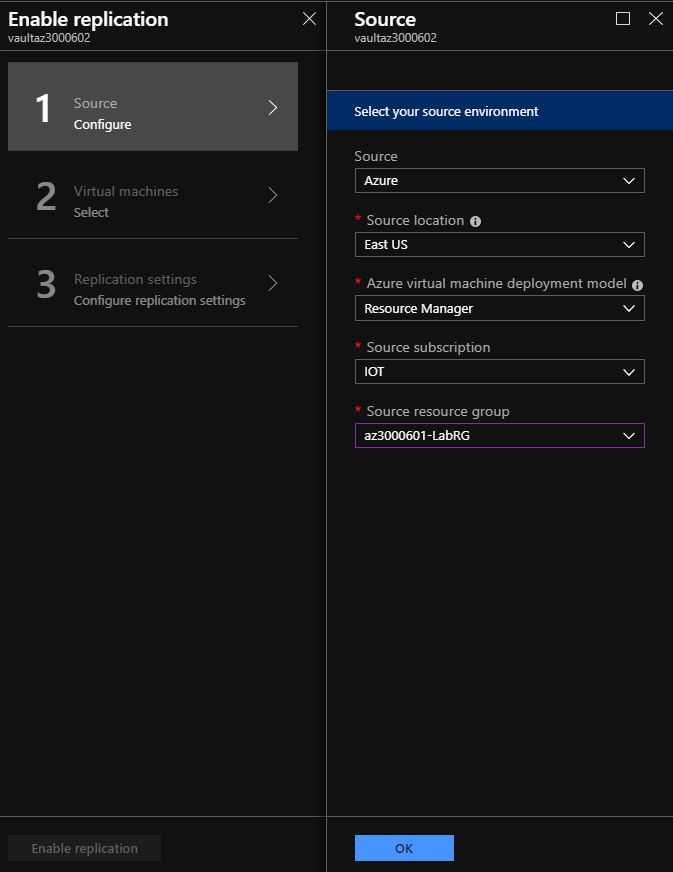 Enable replication
vaultaz3000602
1
Source
Configure
2
Virtual machines
Select
3
Replication settings
Configure replication settings
Enable replication
Source
vaultaz3000602
Select your source environment
Source
Azure
* Source location
East US
* Azure virtual machine deployment model
Resource Manager
* Source subscription
IOT
* Source resource group
az3000601-LabRG
OK